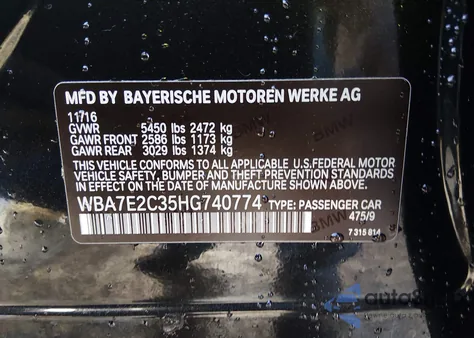 MFD BY BAYERISCHE MOTOREN WERKE AG
11/16
GVWR 5450 lbs 2472 kg
GAWR FRONT 2586 lbs 1173 kg
GAWR REAR 3029 lbs 1374 kg
THIS VEHICLE CONFORMS TO ALL APPLICABLE U.S.FEDERAL MOTOR
VEHICLE SAFETY, BUMPER AND THEFT
PREVENTION STANDARDS IN EFFECT ON THE
DATE OF MANUFACTURE SHOWN ABOVE.
WBA7E2C35HG740774 TYPE: PASSENGER CAR
475/9
7 315 814
BMW
BMW